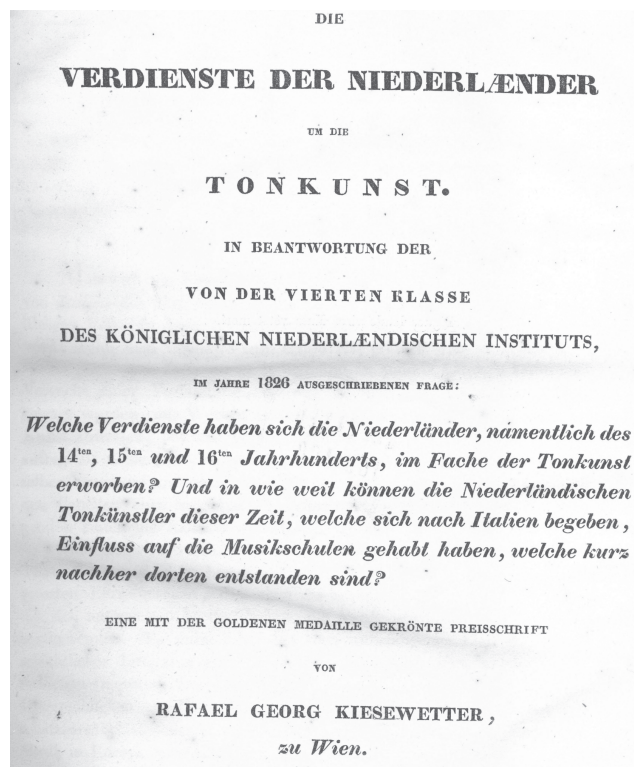 DIE
VERDIENSTE DER NIEDERLÆNDER
UM DIE
TONKUNST.
IN BEANTWORTUNG DER
VON DER VIERTEN KLASSE
DES KÖNIGLICHEN NIEDERLÆNDISCHEN INSTITUTS,
IM JAHRE 1826 AUSGESCHRIEBENEN FRAGE:
Welche Verdienste haben sich die Niederländer, namentlich des
14ten, 15ten und 16ten Jahrhunderts, im Fache der Tonkunst
erworben? Und in wie weit können die Niederländischen
Tonkünstler dieser Zeit, welche sich nach Italien begeben,
Einfluss auf die Musikschulen gehabt haben, welche kurz
nachher dorten entstanden sind?
EINE MIT DER GOLDENEN MEDAILLE GEKRÖNTE PREISSCHRIFT
VON
RAFAEL GEORG KIESEWETTER,
zu Wien.